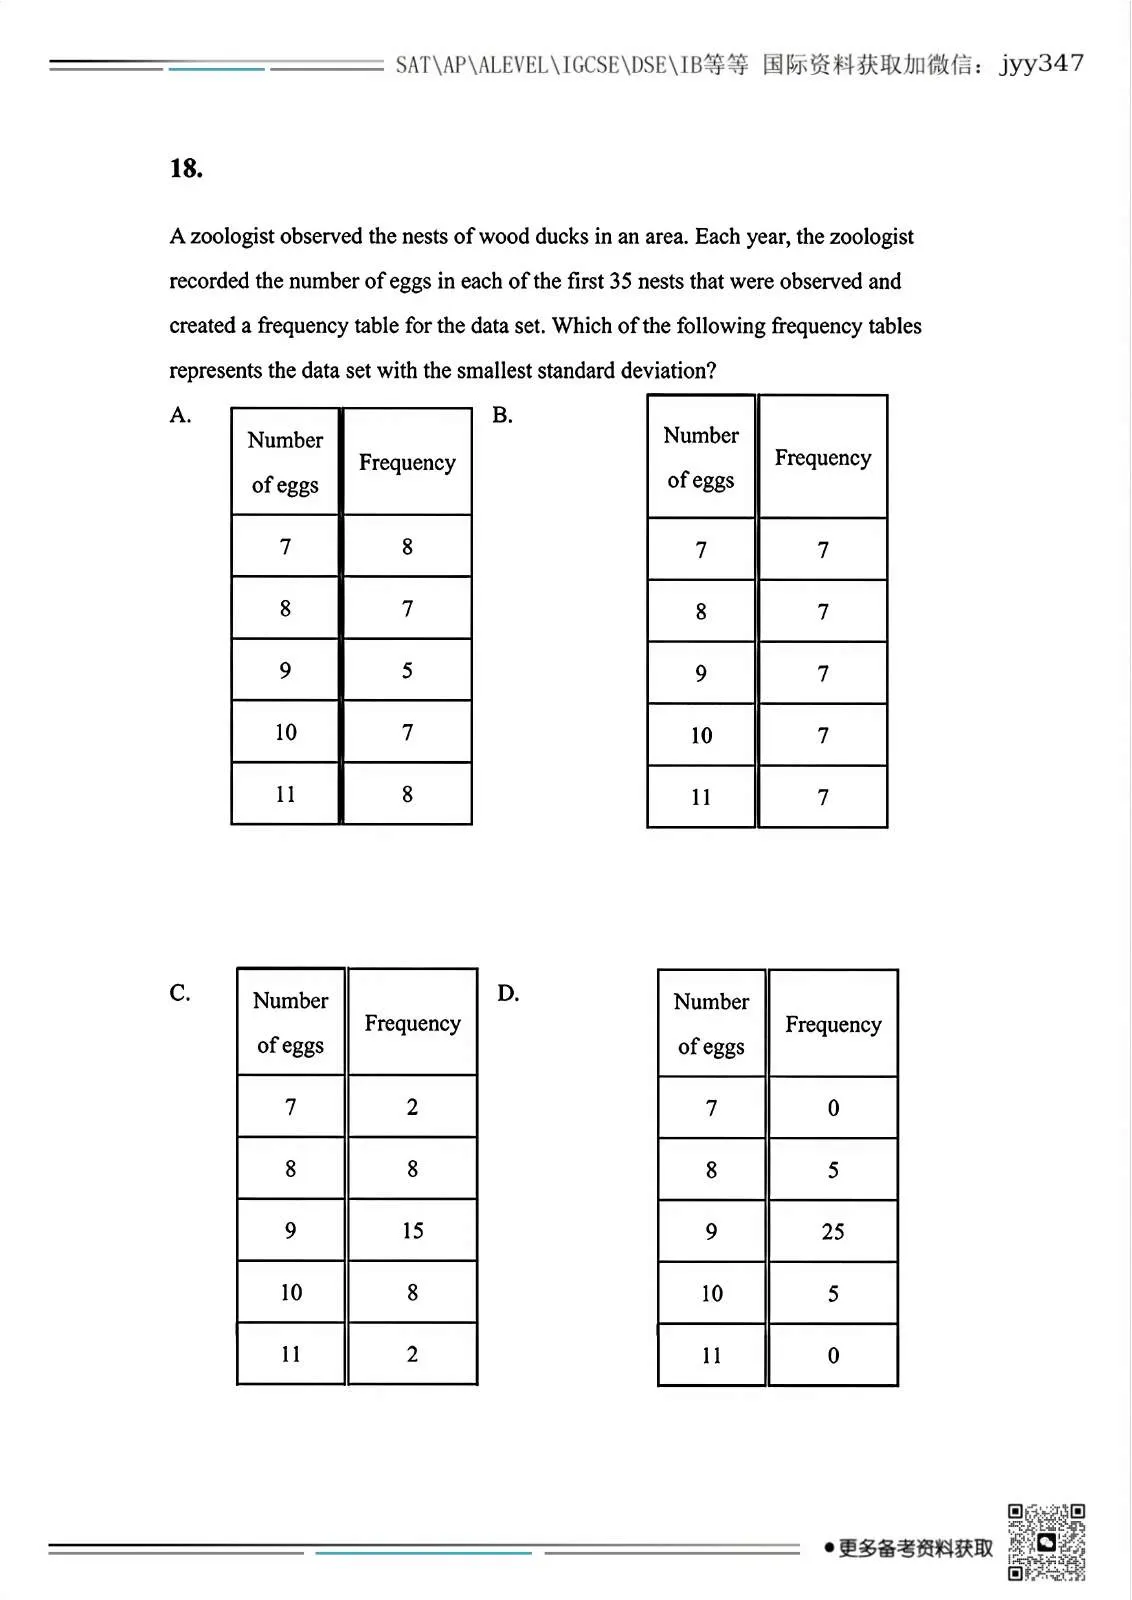 SAT\AP\ALEVEL\IGCSE\DSE\IB等等 国际资料获取加微信：jyy347
18.
A zoologist observed the nests of wood ducks in an area. Each year, the zoologist
recorded the number of eggs in each of the first 35 nests that were observed and
created a frequency table for the data set. Which of the following frequency tables
represents the data set with the smallest standard deviation?
A.
Number of eggs Frequency
7 8
8 7
9 5
10 7
11 8
B.
Number of eggs Frequency
7 7
8 7
9 7
10 7
11 7
C.
Number of eggs Frequency
7 2
8 8
9 15
10 8
11 2
D.
Number of eggs Frequency
7 0
8 5
9 25
10 5
11 0
●更多备考资料获取